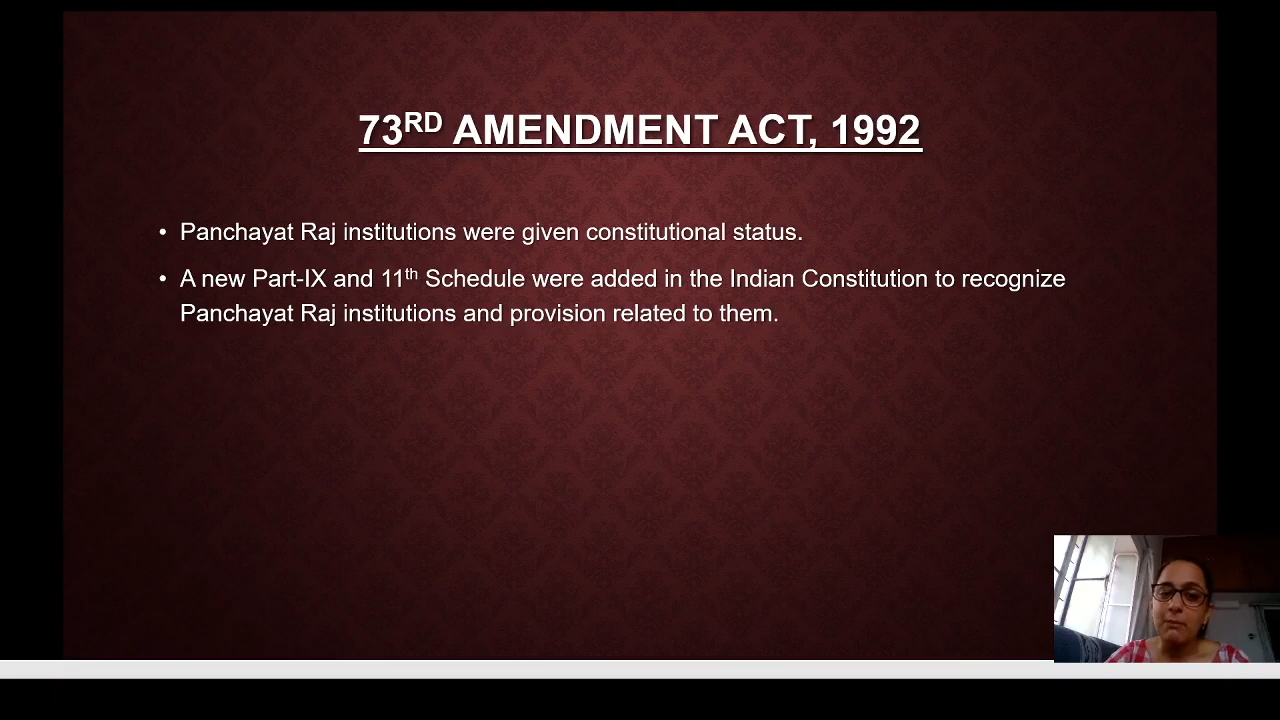 73RD AMENDMENT ACT, 1992
• Panchayat Raj institutions were given constitutional status.
• A new Part-IX and 11th Schedule were added in the Indian Constitution to recognize
Panchayat Raj institutions and provision related to them.